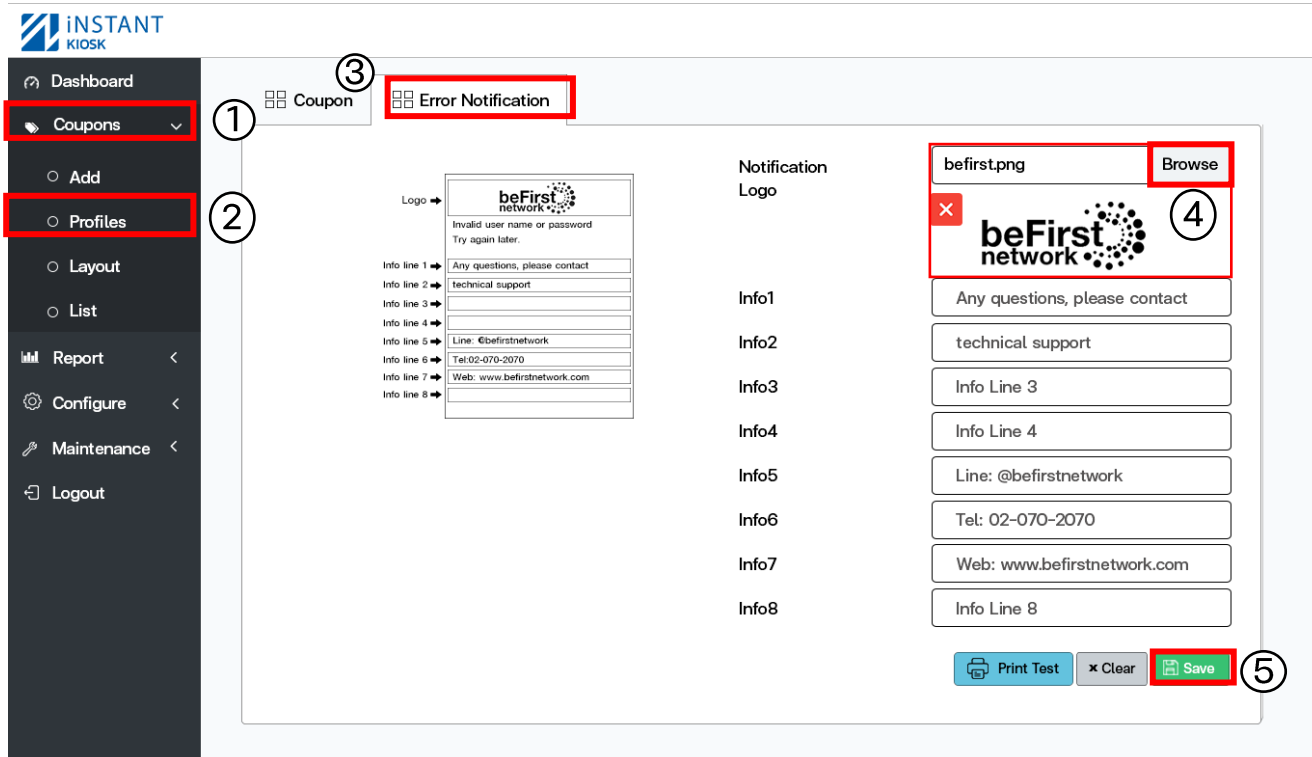 iNSTANT
KIOSK
Dashboard
Coupons
Add
Profiles
Layout
List
Report
Configure
Maintenance
Logout
①
②
③
Coupon
Error Notification
Logo
beFirst
network
Invalid user name or password
Try again later.
Info line 1
Any questions, please contact
Info line 2
technical support
Info line 3
Info line 4
Info line 5
Line: @befirstnetwork
Info line 6
Tel:02-070-2070
Info line 7
Web: www.befirstnetwork.com
Info line 8
Notification
Logo
befirst.png
Browse
④
beFirst
network
Info1
Any questions, please contact
Info2
technical support
Info3
Info Line 3
Info4
Info Line 4
Info5
Line: @befirstnetwork
Info6
Tel: 02-070-2070
Info7
Web: www.befirstnetwork.com
Info8
Info Line 8
Print Test
× Clear
Save
⑤